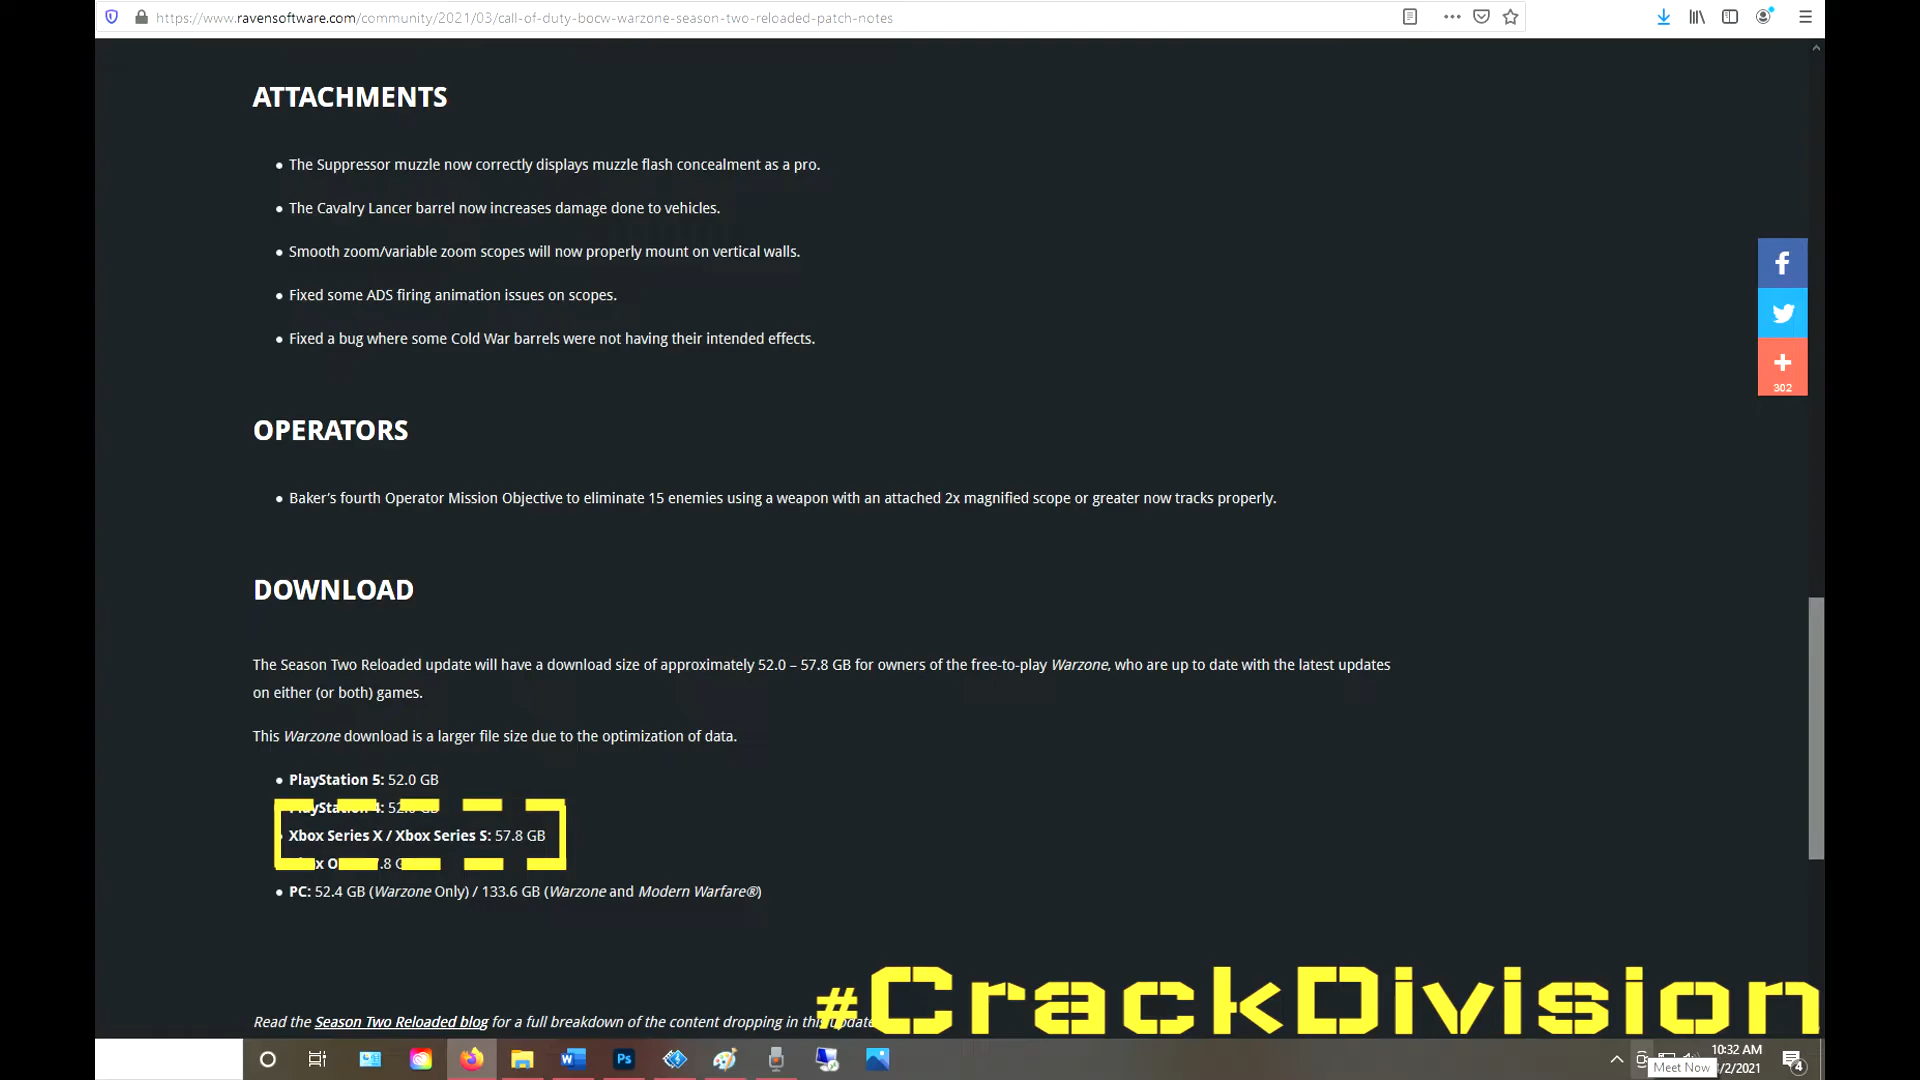 https://www.ravensoftware.com/community/2021/03/call-of-duty-bocw-warzone-season-two-reloaded-patch-notes
ATTACHMENTS
The Suppressor muzzle now correctly displays muzzle flash concealment as a pro.
The Cavalry Lancer barrel now increases damage done to vehicles.
Smooth zoom/variable zoom scopes will now properly mount on vertical walls.
Fixed some ADS firing animation issues on scopes.
Fixed a bug where some Cold War barrels were not having their intended effects.
302
OPERATORS
Baker's fourth Operator Mission Objective to eliminate 15 enemies using a weapon with an attached 2x magnified scope or greater now tracks properly.
DOWNLOAD
The Season Two Reloaded update will have a download size of approximately 52.0 – 57.8 GB for owners of the free-to-play Warzone, who are up to date with the latest updates
on either (or both) games.
This Warzone download is a larger file size due to the optimization of data.
PlayStation 5: 52.0 GB
PlayStation 4: 52.0 GB
Xbox Series X / Xbox Series S: 57.8 GB
PC: 52.4 GB (Warzone Only) / 133.6 GB (Warzone and Modern Warfare®)
#CrackDivision
Read the Season Two Reloaded blog for a full breakdown of the content dropping in this update
Ps
10:32 AM
/2/2021
4
Meet Now